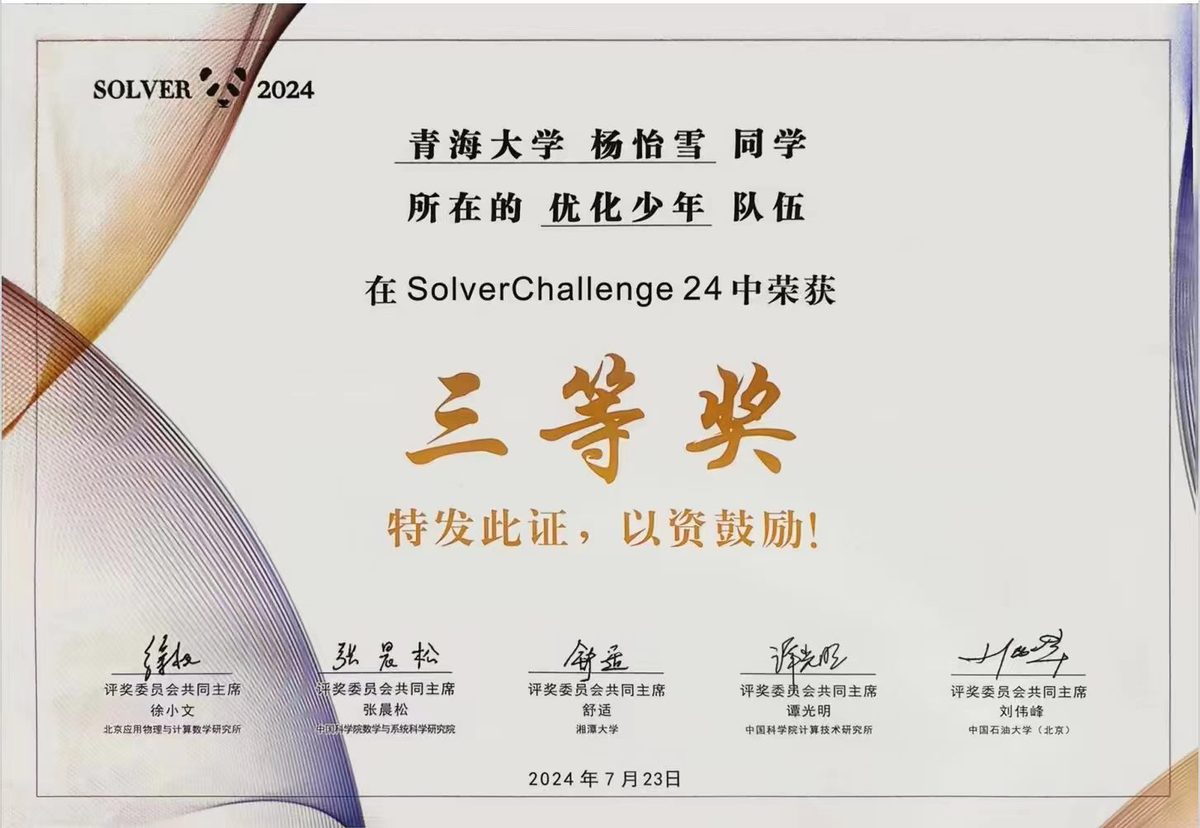 SOLVER 2024
青海大学 杨怡雪 同学
所在的 优化少年 队伍
在 SolverChallenge 24 中荣获
三等奖
特发此证，以资鼓励！
张晨松
舒适
谭光明
评奖委员会共同主席
徐小文
北京应用物理与计算数学研究所
评奖委员会共同主席
张晨松
中国科学院数学与系统科学研究院
评奖委员会共同主席
舒适
湘潭大学
评奖委员会共同主席
谭光明
中国科学院计算技术研究所
评奖委员会共同主席
刘伟峰
中国石油大学（北京）
2024 年 7 月 23日